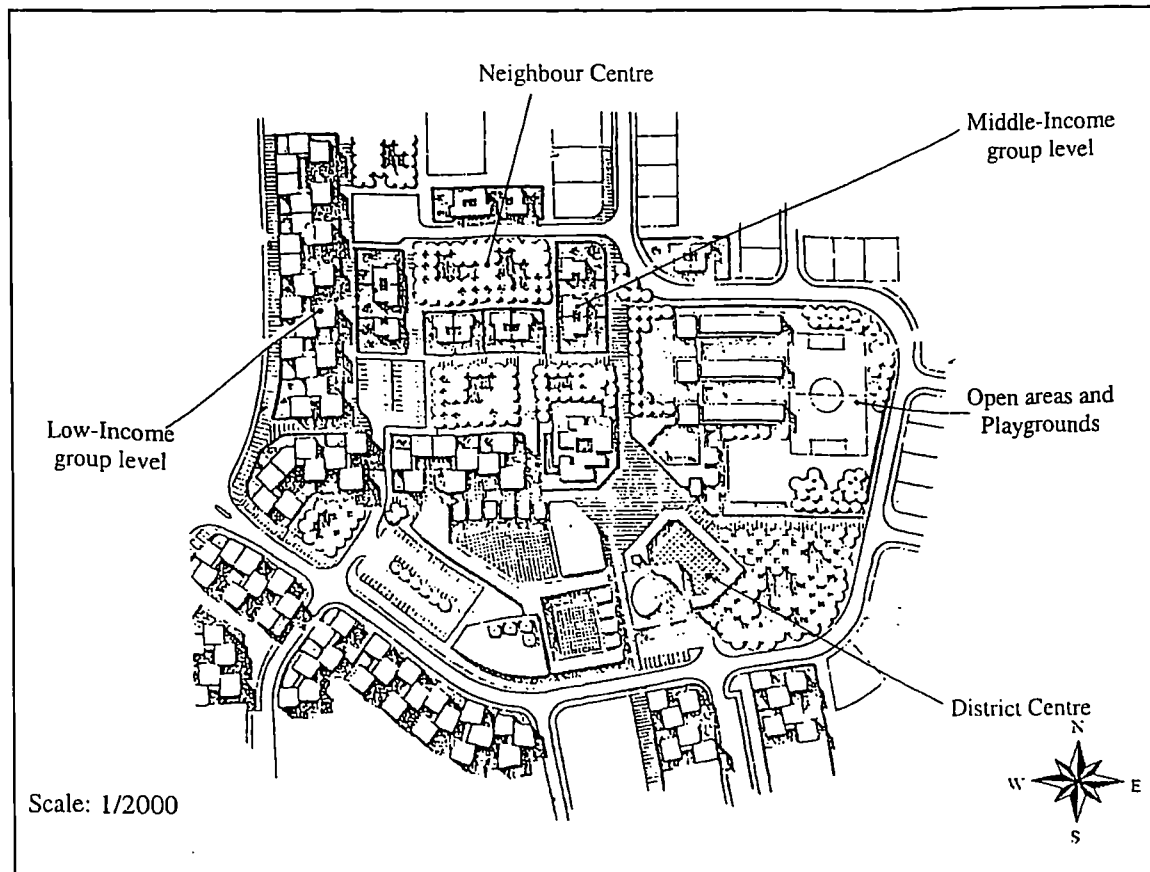 Neighbour Centre
Middle-Income
group level
Low-Income
group level
Open areas and
Playgrounds
District Centre
N
W E
S
Scale: 1/2000